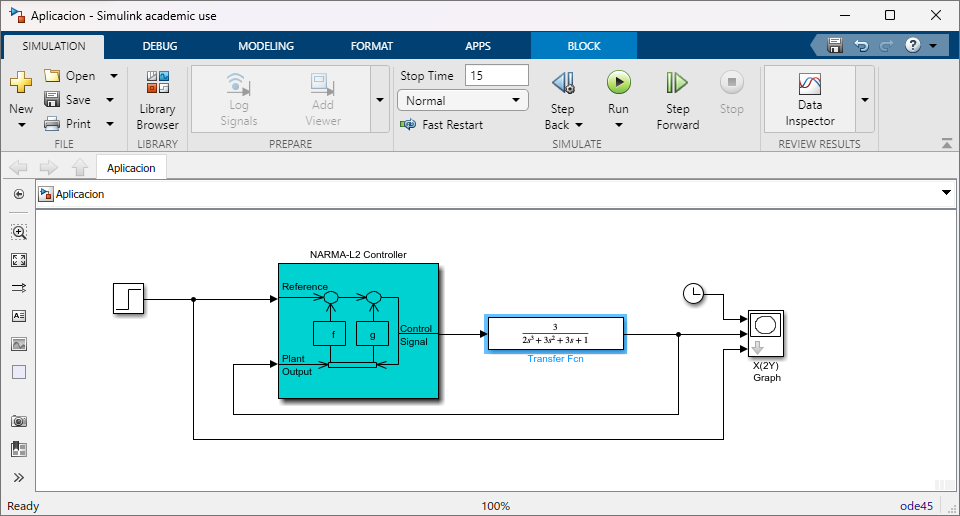 Aplicacion - Simulink academic use
SIMULATION DEBUG MODELING FORMAT APPS BLOCK
New
Open
Save
Print
FILE
Library
Browser
LIBRARY
Log
Signals
Add
Viewer
PREPARE
Stop Time 15
Normal
Fast Restart
Step
Back
Run
Step
Forward
Stop
SIMULATE
Data
Inspector
REVIEW RESULTS
Aplicacion
Aplicacion
NARMA-L2 Controller
Reference
f
g
Control
Signal
Plant
Output
3
2s³ + 3s² + 3s + 1
Transfer Fcn
X(2Y)
Graph
Ready 100% ode45